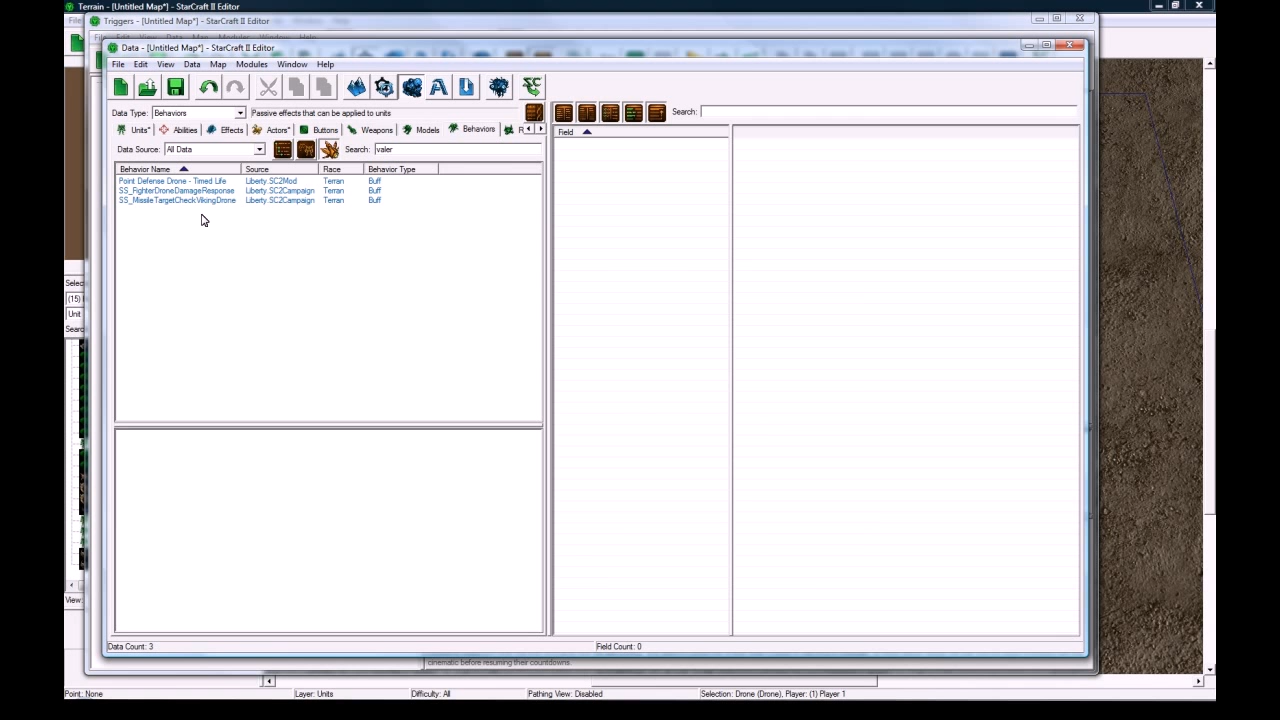 Terrain - [Untitled Map*] - StarCraft II Editor
Triggers - [Untitled Map*] - StarCraft II Editor
Data - [Untitled Map*] - StarCraft II Editor
File Edit View Data Map Modules Window Help
Data Type: Behaviors Passive effects that can be applied to units
Search:
Units* Abilities Effects Actors* Buttons Weapons Models Behaviors R
Field
Data Source: All Data Search: valer
Behavior Name Source Race Behavior Type
Point Defense Drone - Timed Life Liberty.SC2Mod Terran Buff
SS_FighterDroneDamageResponse Liberty.SC2Campaign Terran Buff
SS_MissileTargetCheckVikingDrone Liberty.SC2Campaign Terran Buff
Selec
(15)
Unit
Searc
View:
Data Count: 3 Field Count: 0
cinematic before resuming their countdowns.
Point: None Layer: Units Difficulty: All Pathing View: Disabled Selection: Drone (Drone), Player: (1) Player 1